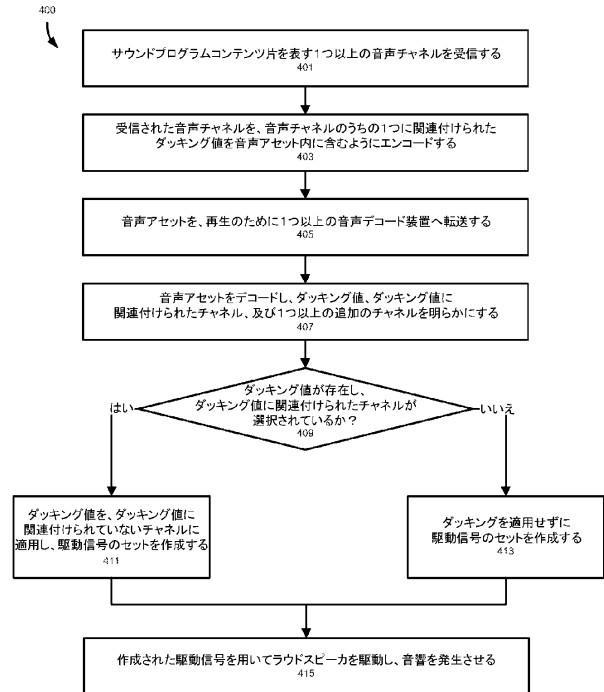 400
サウンドプログラムコンテンツ片を表す1つ以上の音声チャネルを受信する
401
受信された音声チャネルを、音声チャネルのうちの1つに関連付けられた
ダッキング値を音声アセット内に含むようにエンコードする
403
音声アセットを、再生のために1つ以上の音声デコード装置へ転送する
405
音声アセットをデコードし、ダッキング値、ダッキング値に
関連付けられたチャネル、及び1つ以上の追加のチャネルを明らかにする
407
ダッキング値が存在し、
ダッキング値に関連付けられたチャネルが
選択されているか？
409
はい
いいえ
ダッキング値を、ダッキング値に
関連付けられていないチャネルに
適用し、駆動信号のセットを作成する
411
ダッキングを適用せずに
駆動信号のセットを作成する
413
作成された駆動信号を用いてラウドスピーカを駆動し、音響を発生させる
415